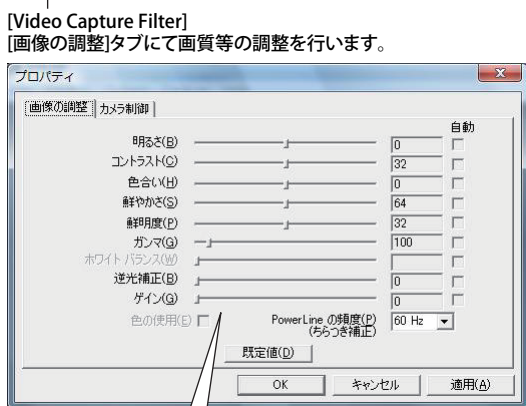 [Video Capture Filter]
[画像の調整]タブにて画質等の調整を行います。
プロパティ
画像の調整 カメラ制御
自動
明るさ(B) 0
コントラスト(C) 32
色合い(H) 0
鮮やかさ(S) 64
鮮明度(P) 32
ガンマ(G) 100
ホワイト バランス(W)
逆光補正(B) 0
ゲイン(G) 0
色の使用(E) PowerLine の頻度(P) 60 Hz
(ちらつき補正)
既定値(D)
OK キャンセル 適用(A)